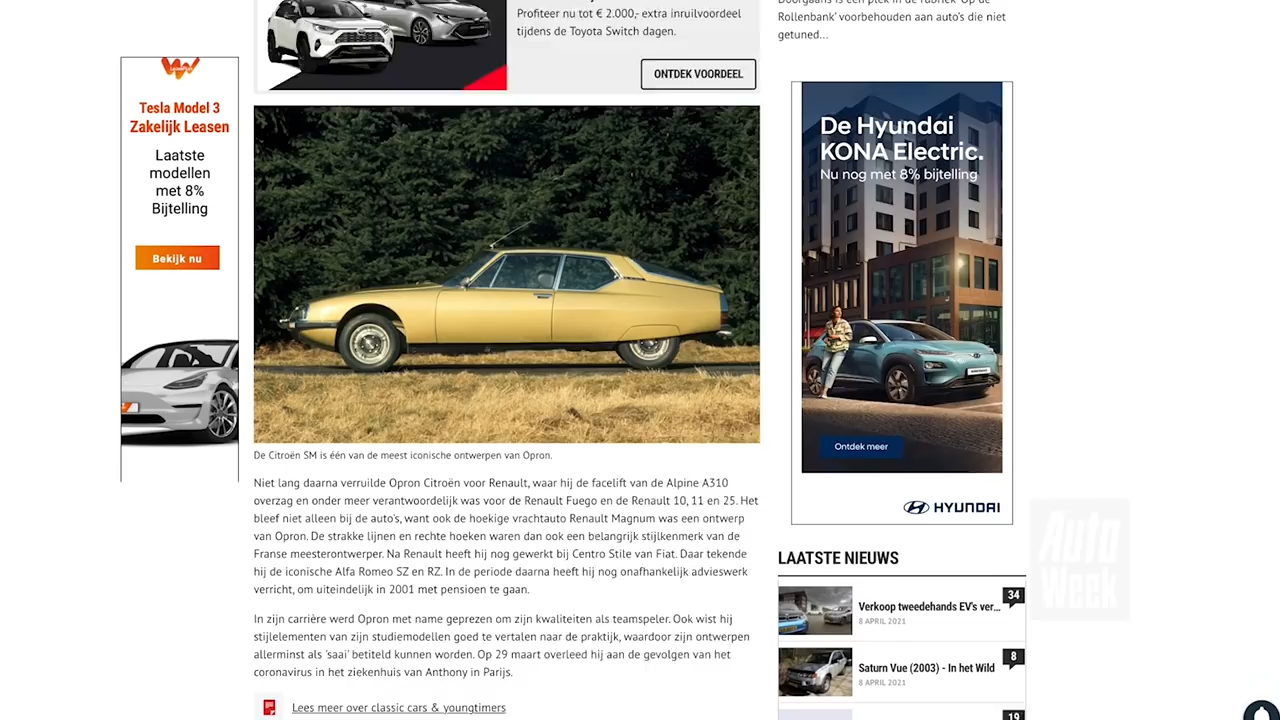 Profiteer nu tot € 2.000,- extra inruilvoordeel
tijdens de Toyota Switch dagen.
ONTDEK VOORDEEL
Rollenbank' voorbehouden aan auto's die niet
getuned...
Tesla Model 3
Zakelijk Leasen
Laatste
modellen
met 8%
Bijtelling
Bekijk nu
De Hyundai
KONA Electric.
Nu nog met 8% bijtelling
Ontdek meer
HYUNDAI
De Citroën SM is één van de meest iconische ontwerpen van Opron.
Niet lang daarna verruilde Opron Citroën voor Renault, waar hij de facelift van de Alpine A310
overzag en onder meer verantwoordelijk was voor de Renault Fuego en de Renault 10, 11 en 25. Het
bleef niet alleen bij de auto's, want ook de hoekige vrachtauto Renault Magnum was een ontwerp
van Opron. De strakke lijnen en rechte hoeken waren dan ook een belangrijk stijlkenmerk van de
Franse meesterontwerper. Na Renault heeft hij nog gewerkt bij Centro Stile van Fiat. Daar tekende
hij de iconische Alfa Romeo SZ en RZ. In de periode daarna heeft hij nog onafhankelijk advieswerk
verricht, om uiteindelijk in 2001 met pensioen te gaan.
In zijn carrière werd Opron met name geprezen om zijn kwaliteiten als teamspeler. Ook wist hij
stijlelementen van zijn studiemodellen goed te vertalen naar de praktijk, waardoor zijn ontwerpen
allerminst als 'saai' betiteld kunnen worden. Op 29 maart overleed hij aan de gevolgen van het
coronavirus in het ziekenhuis van Anthony in Parijs.
Lees meer over classic cars & youngtimers
LAATSTE NIEUWS
Verkoop tweedehands EV's ver...
34
8 APRIL 2021
Saturn Vue (2003) - In het Wild
8
8 APRIL 2021
19
Auto
Week